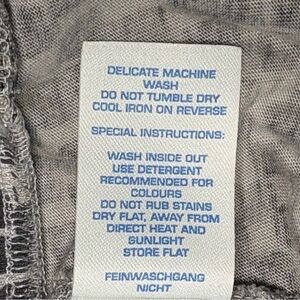 DELICATE MACHINE
WASH
DO NOT TUMBLE DRY
COOL IRON ON REVERSE
SPECIAL INSTRUCTIONS:
WASH INSIDE OUT
USE DETERGENT
RECOMMENDED FOR
COLOURS
DO NOT RUB STAINS
DRY FLAT, AWAY FROM
DIRECT HEAT AND
SUNLIGHT
STORE FLAT
FEINWASCHGANG
NICHT